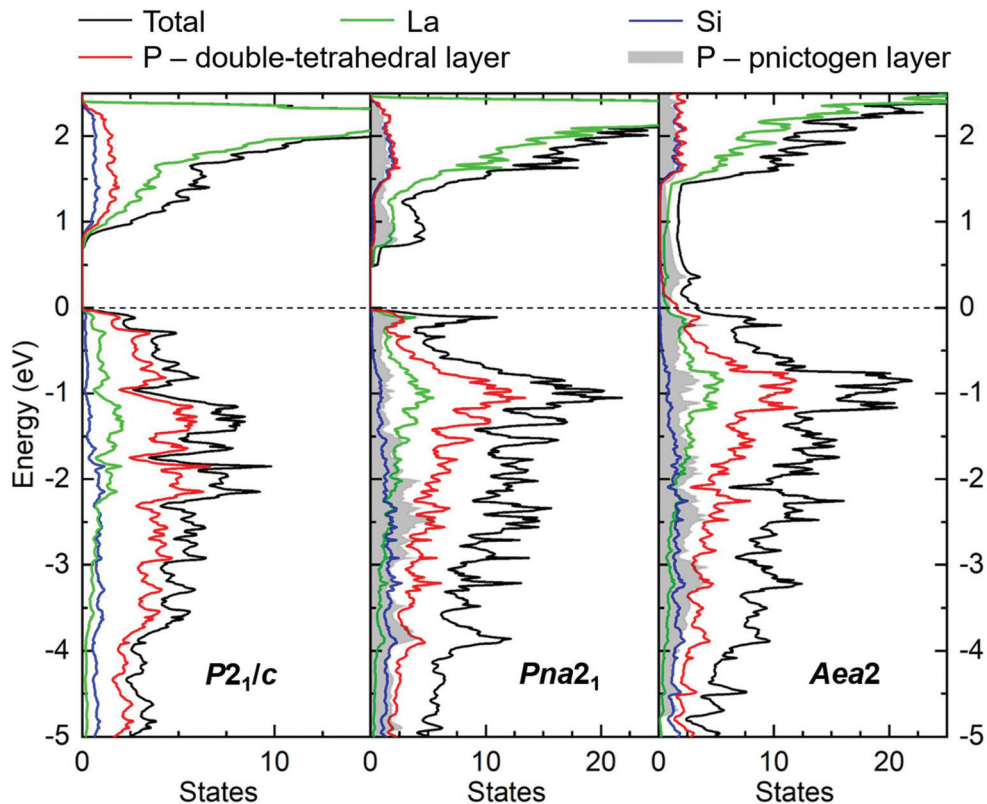 Total La Si
P – double-tetrahedral layer P – pnictogen layer
Energy (eV)
2 1 0 -1 -2 -3 -4 -5
P2₁/c Pna2₁ Aea2
2 1 0 -1 -2 -3 -4 -5
0 5 10 0 10 20 0 10 20
States States States